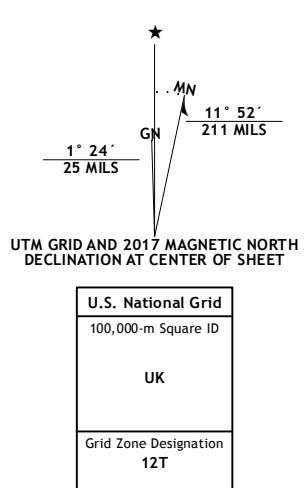 ★
MN
11° 52´
211 MILS
GN
1° 24´
25 MILS
UTM GRID AND 2017 MAGNETIC NORTH
DECLINATION AT CENTER OF SHEET
U.S. National Grid
100,000-m Square ID
UK
Grid Zone Designation
12T